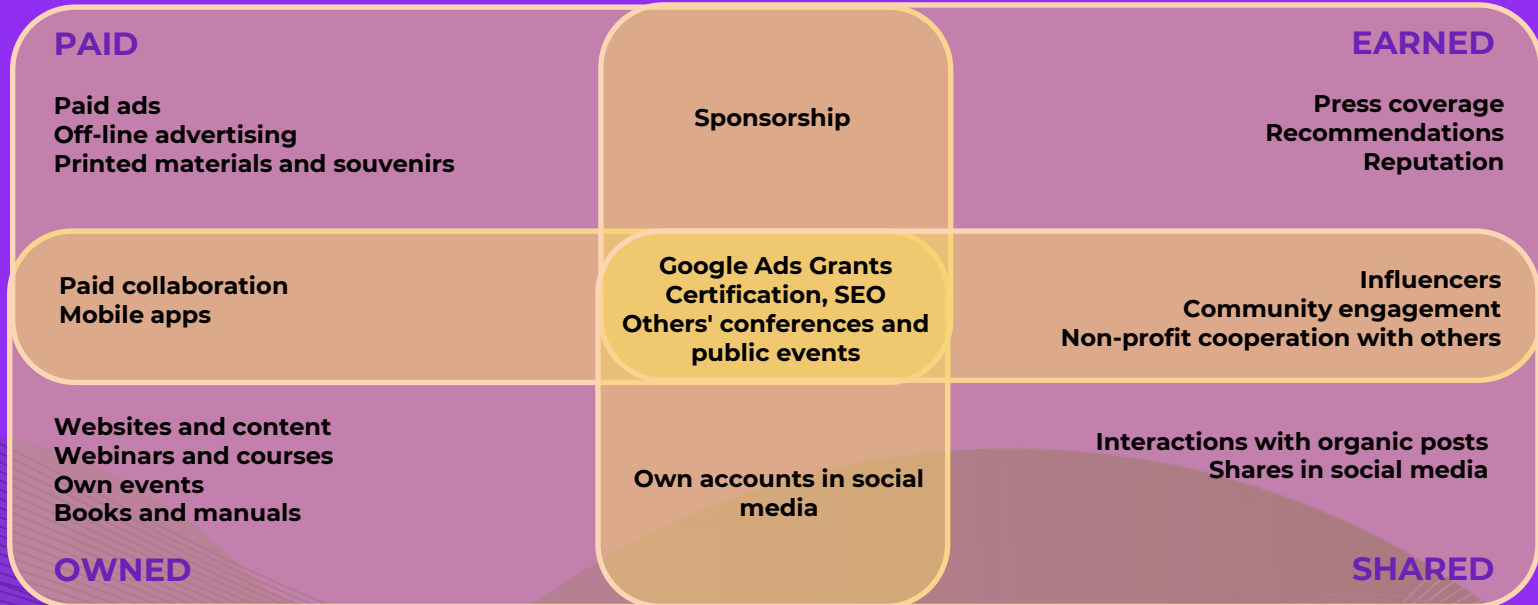 PAID
Paid ads
Off-line advertising
Printed materials and souvenirs
Sponsorship
EARNED
Press coverage
Recommendations
Reputation
Paid collaboration
Mobile apps
Google Ads Grants
Certification, SEO
Others' conferences and
public events
Influencers
Community engagement
Non-profit cooperation with others
Websites and content
Webinars and courses
Own events
Books and manuals
OWNED
Own accounts in social
media
Interactions with organic posts
Shares in social media
SHARED